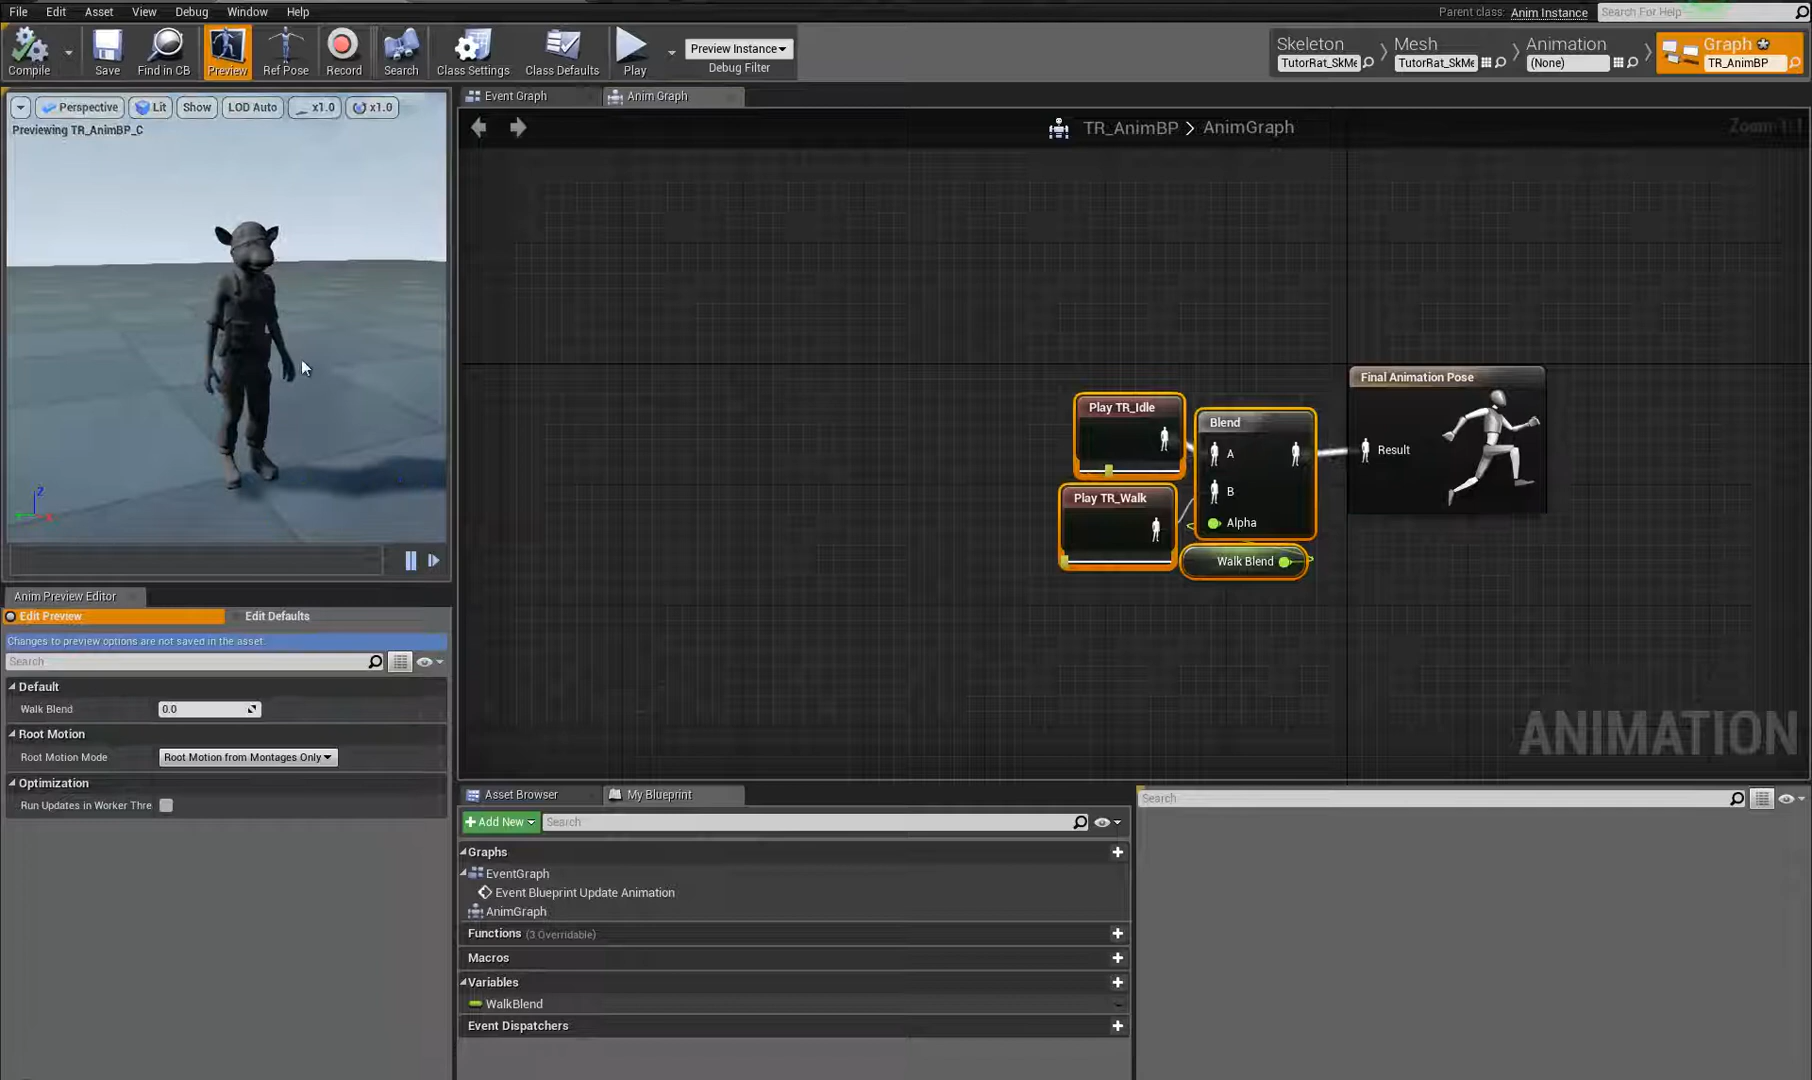 File Edit Asset View Debug Window Help
Parent class: Anim Instance Search For Help
Compile Save Find in CB Preview Ref Pose Record Search Class Settings Class Defaults Play
Preview Instance
Debug Filter
Skeleton
TutorRat_SkMe
Mesh
TutorRat_SkMe
Animation
(None)
Graph
TR_AnimBP
Perspective Lit Show LOD Auto x1.0 x1.0
Previewing TR_AnimBP_C
Event Graph Anim Graph
TR_AnimBP > AnimGraph
Zoom 1:1
Play TR_Idle
Play TR_Walk
Blend
A
B
Alpha
Walk Blend
Final Animation Pose
Result
ANIMATION
Z
Anim Preview Editor
Edit Preview Edit Defaults
Changes to preview options are not saved in the asset.
Search
Default
Walk Blend 0.0
Root Motion
Root Motion Mode Root Motion from Montages Only
Optimization
Run Updates in Worker Thre
Asset Browser My Blueprint
+ Add New Search
Graphs
EventGraph
Event Blueprint Update Animation
AnimGraph
Functions (3 Overridable)
Macros
Variables
WalkBlend
Event Dispatchers
Search